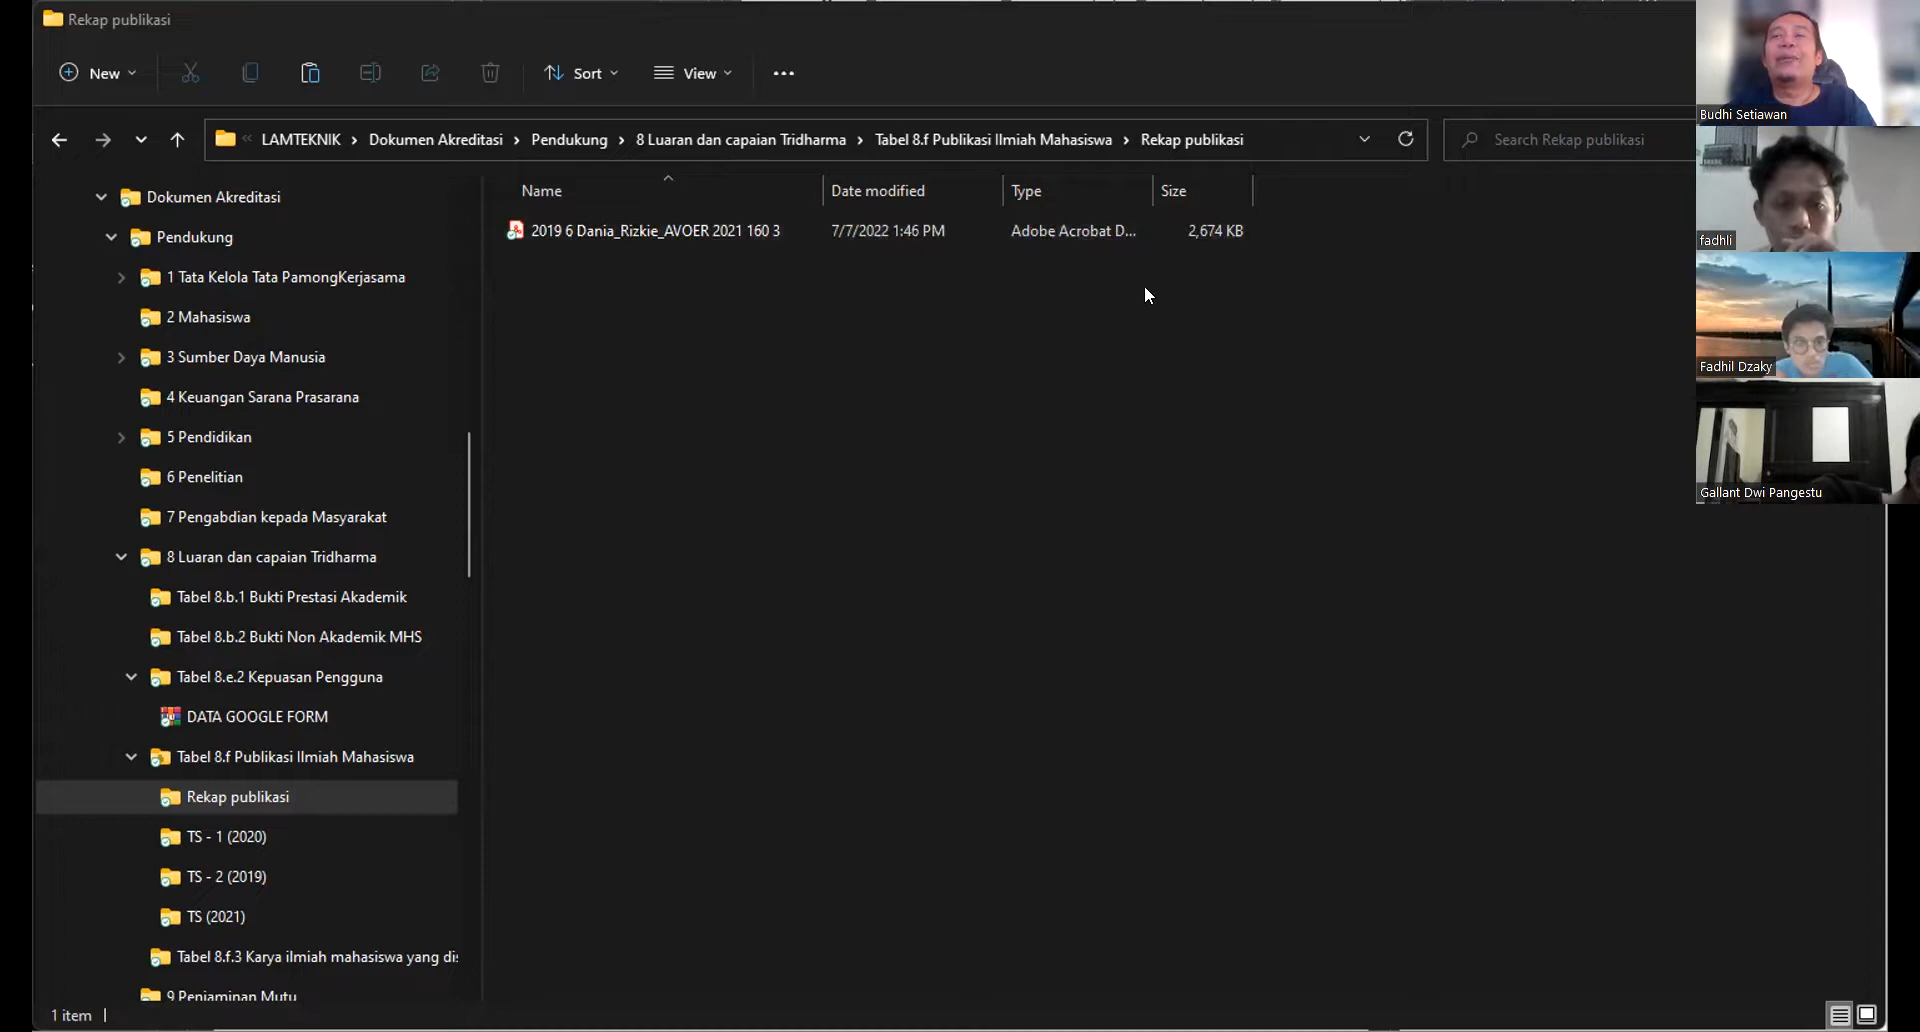 Rekap publikasi
New
Sort
View
LAMTEKNIK > Dokumen Akreditasi > Pendukung > 8 Luaran dan capaian Tridharma > Tabel 8.f Publikasi Ilmiah Mahasiswa > Rekap publikasi
Search Rekap publikasi
Name
Date modified
Type
Size
2019 6 Dania_Rizkie_AVOER 2021 160 3
7/7/2022 1:46 PM
Adobe Acrobat D...
2,674 KB
Dokumen Akreditasi
Pendukung
1 Tata Kelola Tata PamongKerjasama
2 Mahasiswa
3 Sumber Daya Manusia
4 Keuangan Sarana Prasarana
5 Pendidikan
6 Penelitian
7 Pengabdian kepada Masyarakat
8 Luaran dan capaian Tridharma
Tabel 8.b.1 Bukti Prestasi Akademik
Tabel 8.b.2 Bukti Non Akademik MHS
Tabel 8.e.2 Kepuasan Pengguna
DATA GOOGLE FORM
Tabel 8.f Publikasi Ilmiah Mahasiswa
Rekap publikasi
TS - 1 (2020)
TS - 2 (2019)
TS (2021)
Tabel 8.f.3 Karya ilmiah mahasiswa yang di
9 Penjaminan Mutu
1 item
Budhi Setiawan
fadhli
Fadhil Dzaky
Gallant Dwi Pangestu